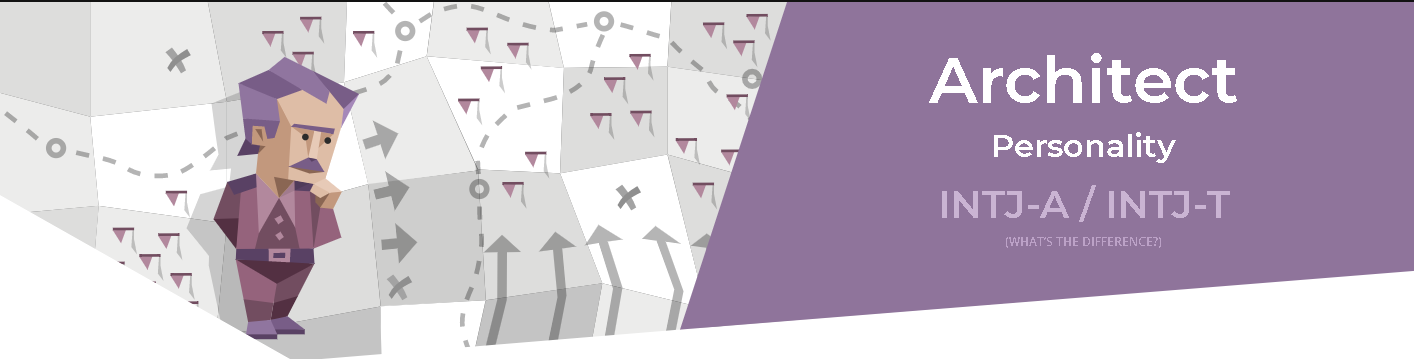 Architect
Personality
INTJ-A / INTJ-T
(WHAT'S THE DIFFERENCE?)